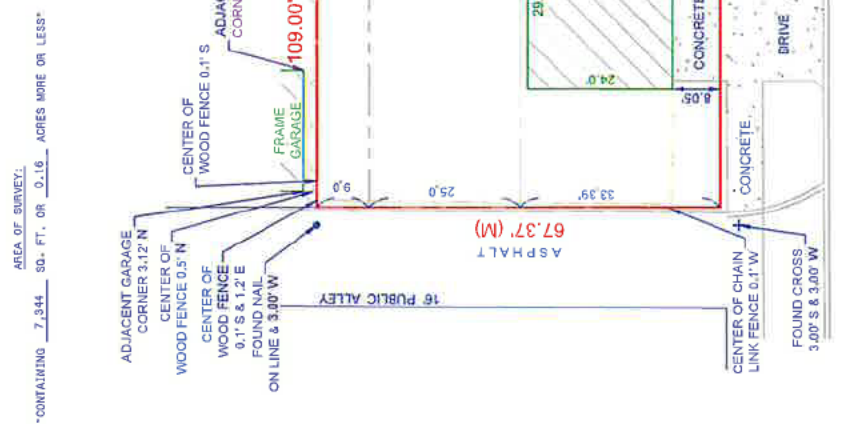 AREA OF SURVEY:
"CONTAINING 7,344 SQ. FT. OR 0.16 ACRES MORE OR LESS"
ADJACENT GARAGE
CORNER 3.12' N
CENTER OF
WOOD FENCE 0.5' N
CENTER OF
WOOD FENCE
0.1' S & 1.2' E
FOUND NAIL
ON LINE & 3.00' W
CENTER OF
WOOD FENCE 0.1' S
FRAME
GARAGE
109.00'
9.0
25.0
33.39'
67.37' (M)
ASPHALT
16' PUBLIC ALLEY
24.0'
29.
8.05'
CONCRETE
DRIVE
CONCRETE
CENTER OF CHAIN
LINK FENCE 0.1' W
FOUND CROSS
3.00' S & 3.00' W